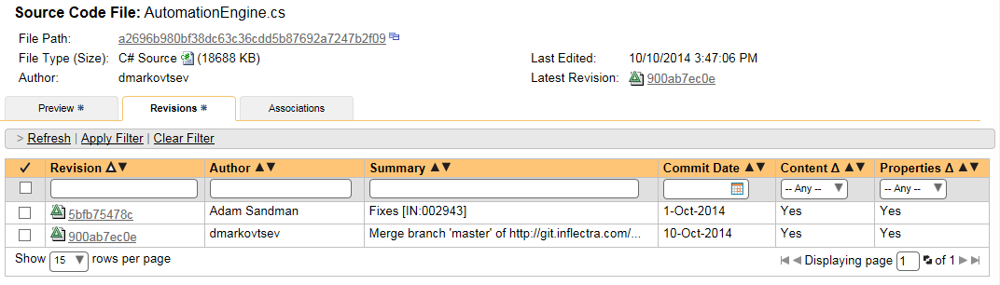 Source Code File: AutomationEngine.cs
File Path: a2696b980bf38dc63c36cdd5b87692a7247b2f09
File Type (Size): C# Source (18688 KB) Last Edited: 10/10/2014 3:47:06 PM
Author: dmarkovtsev Latest Revision: 900ab7ec0e
Preview Revisions Associations
> Refresh | Apply Filter | Clear Filter
Revision Author Summary Commit Date Content Δ Properties Δ
-- Any -- -- Any --
5bfb75478c Adam Sandman Fixes [IN:002943] 1-Oct-2014 Yes Yes
900ab7ec0e dmarkovtsev Merge branch 'master' of http://git.inflectra.com/... 10-Oct-2014 Yes Yes
Show 15 rows per page Displaying page 1 of 1